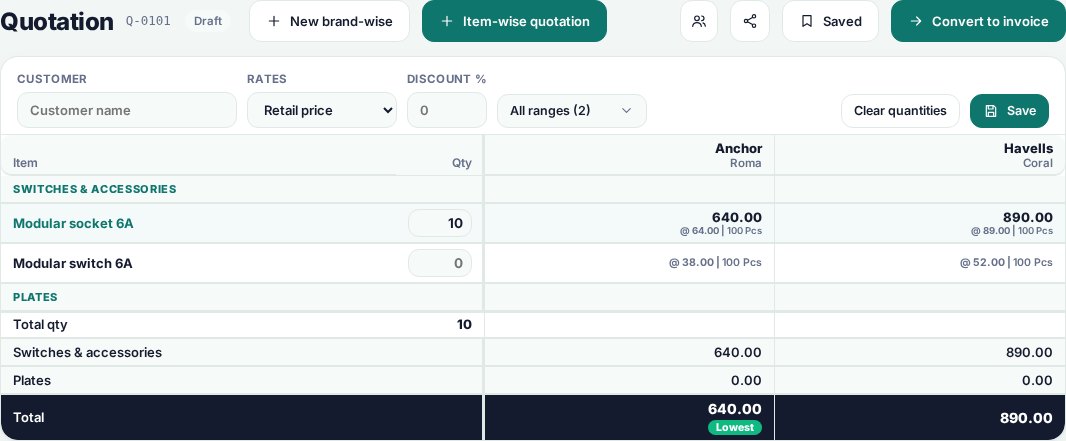 Quotation Q-0101 Draft + New brand-wise + Item-wise quotation Saved → Convert to invoice
CUSTOMER RATES DISCOUNT %
Customer name Retail price 0 All ranges (2) Clear quantities Save
Anchor Havells
Item Qty Roma Coral
SWITCHES & ACCESSORIES
Modular socket 6A 10 640.00 890.00
@ 64.00 | 100 Pcs @ 89.00 | 100 Pcs
Modular switch 6A 0 @ 38.00 | 100 Pcs @ 52.00 | 100 Pcs
PLATES
Total qty 10
Switches & accessories 640.00 890.00
Plates 0.00 0.00
Total 640.00 890.00
Lowest